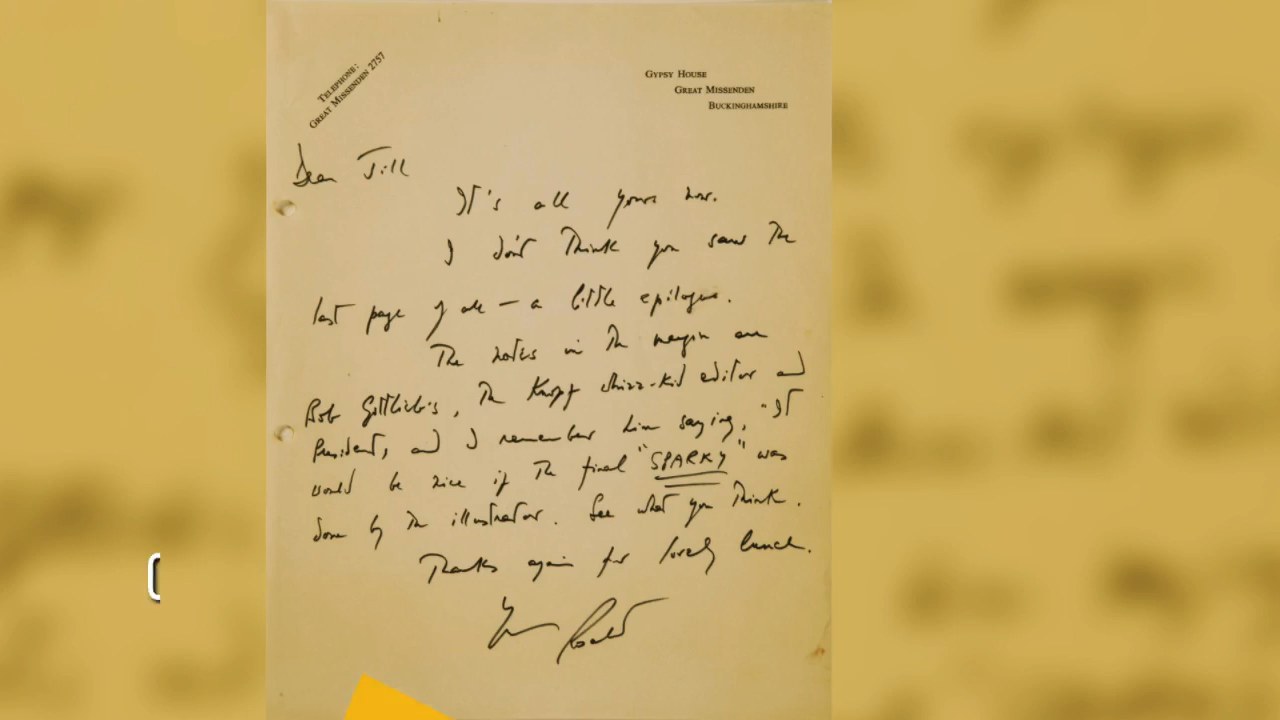 TELEPHONE:
GREAT MISSENDEN 2757
GYPSY HOUSE
GREAT MISSENDEN
BUCKINGHAMSHIRE
Dear Jill
It's all yours now.
I don't think you saw the
last page of all — a little epilogue.
The notes in the margin are
Bob Gottlieb's, the Knopf whizz-kid editor and
President, and I remember him saying, "It
would be nice if the final "SPARKY" was
done by the illustrator. See what you think.
Thanks again for lovely lunch.
Roald